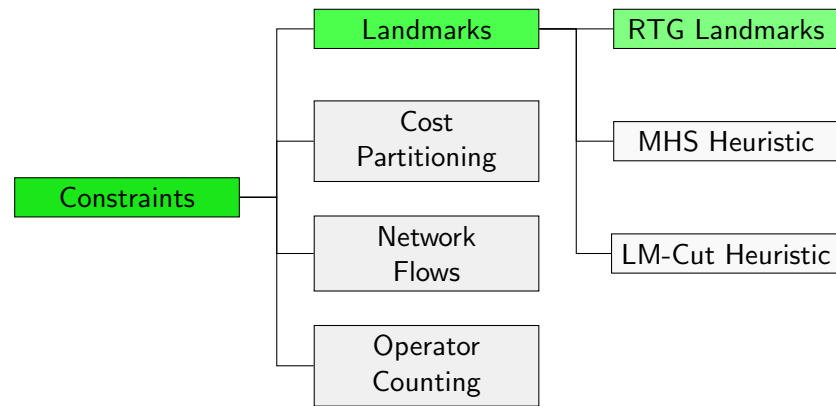 Constraints
Landmarks
Cost
Partitioning
Network
Flows
Operator
Counting
RTG Landmarks
MHS Heuristic
LM-Cut Heuristic